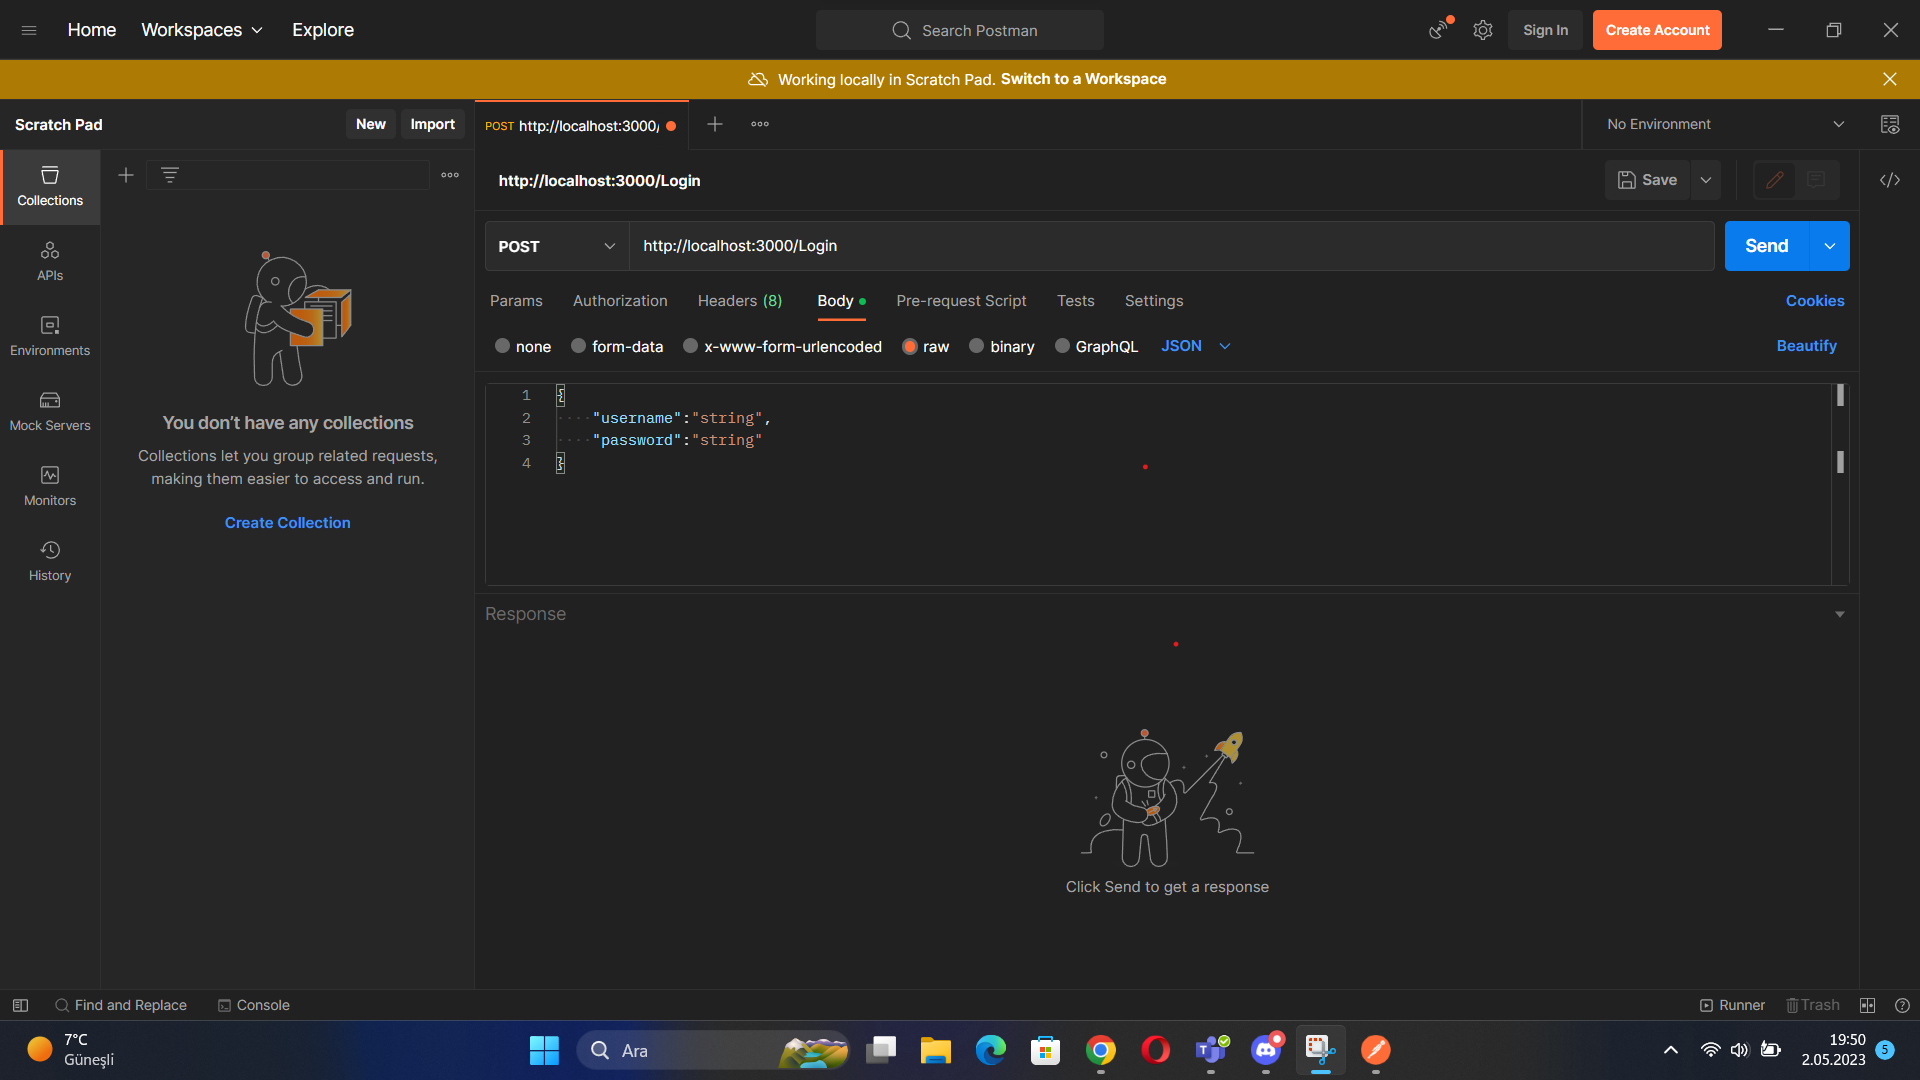 Home Workspaces Explore Search Postman Sign In Create Account
Working locally in Scratch Pad. Switch to a Workspace
Scratch Pad New Import POST http://localhost:3000/ No Environment
Collections
http://localhost:3000/Login Save
POST http://localhost:3000/Login Send
APIs
Params Authorization Headers (8) Body Pre-request Script Tests Settings Cookies
Environments
none form-data x-www-form-urlencoded raw binary GraphQL JSON Beautify
1 {
2 "username":"string",
3 "password":"string"
4 }
Mock Servers
Monitors
History
You don’t have any collections
Collections let you group related requests,
making them easier to access and run.
Create Collection
Response
Click Send to get a response
Find and Replace Console Runner Trash
7°C
Güneşli
Ara
19:50
2.05.2023
5